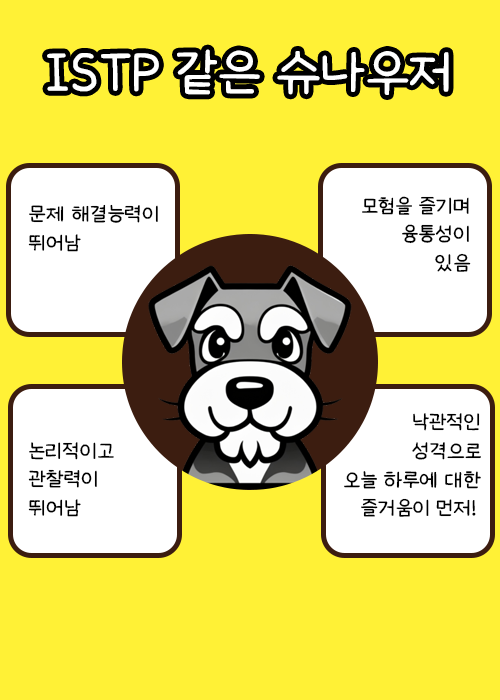 ISTP 같은 슈나우저
문제 해결능력이
뛰어남
모험을 즐기며
융통성이
있음
논리적이고
관찰력이
뛰어남
낙관적인
성격으로
오늘 하루에 대한
즐거움이 먼저!